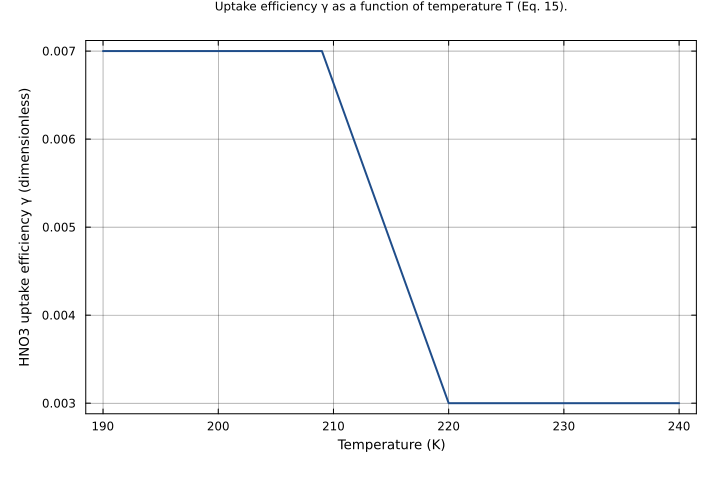 Uptake efficiency γ as a function of temperature T (Eq. 15).
HNO3 uptake efficiency γ (dimensionless)
0.007
0.006
0.005
0.004
0.003
190 200 210 220 230 240
Temperature (K)